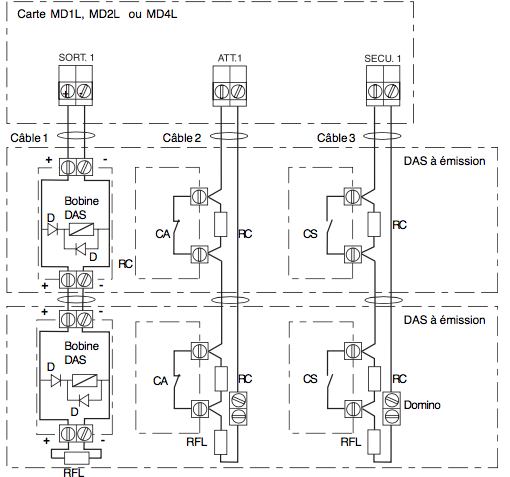 Carte MD1L, MD2L ou MD4L
SORT. 1
ATT.1
SECU. 1
+ -
Câble 1
Câble 2
Câble 3
+ -
DAS à émission
Bobine
DAS
D
D
RC
CA
RC
CS
RC
+ -
+ -
DAS à émission
Bobine
DAS
D
D
CA
RC
CS
RC
Domino
+ -
RFL
RFL
RFL